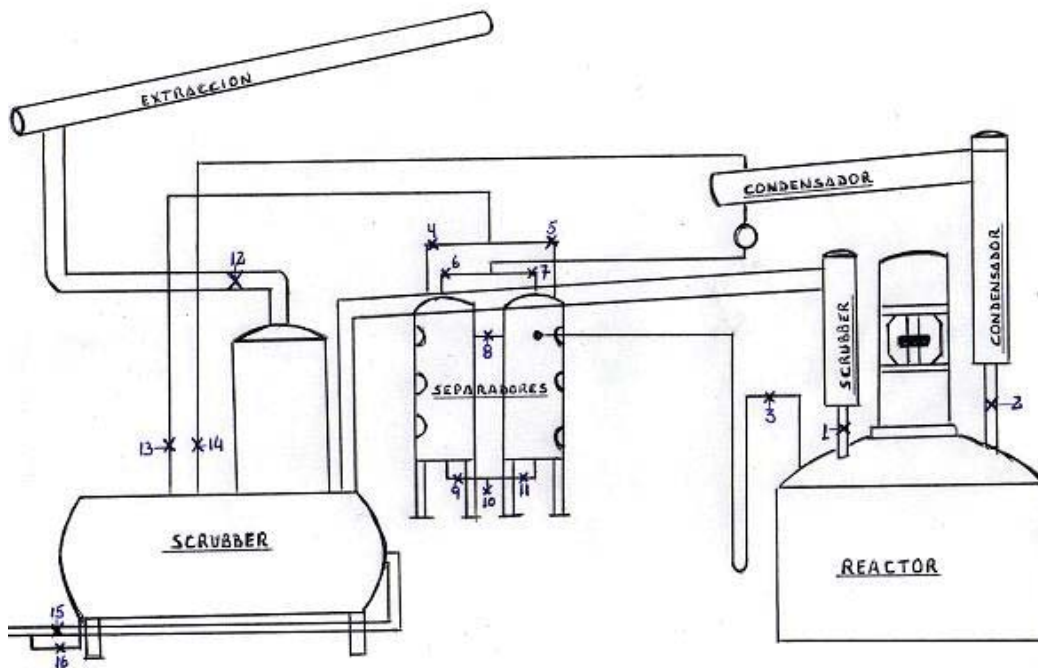 EXTRACCION
CONDENSADOR
CONDENSADOR
4
5
12
6
7
SCRUBBER
8
SEPARADORES
3
1
2
13
14
9
10
11
SCRUBBER
REACTOR
15
16